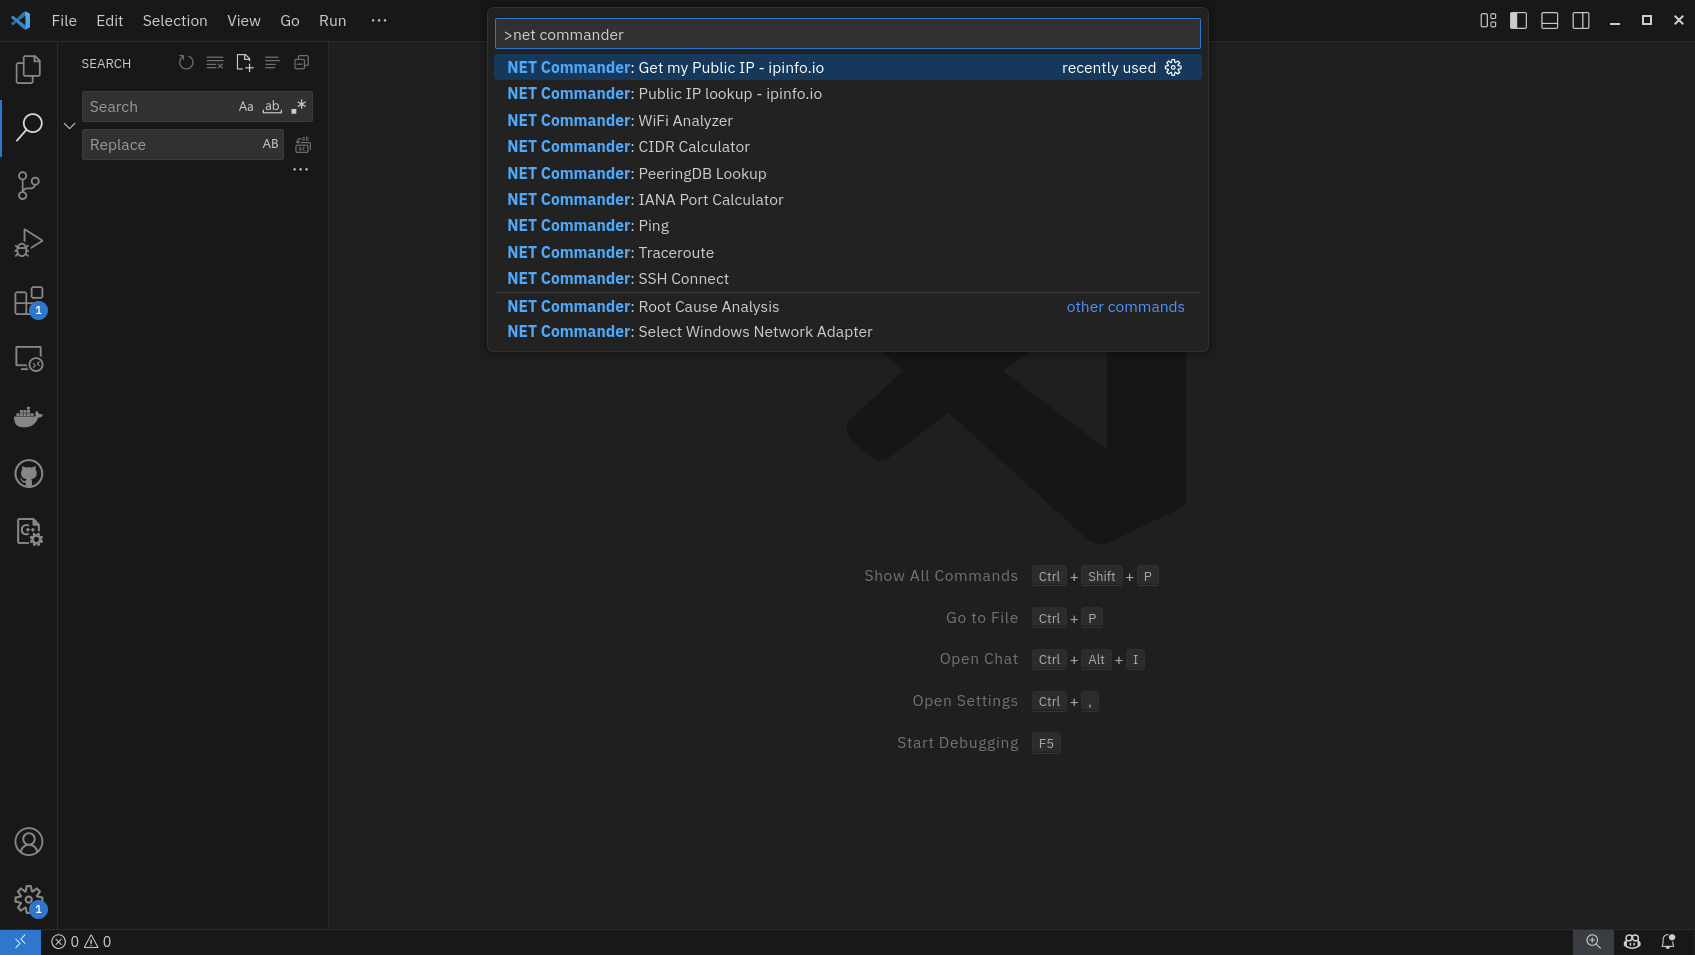 File Edit Selection View Go Run ···
>net commander
NET Commander: Get my Public IP - ipinfo.io recently used
NET Commander: Public IP lookup - ipinfo.io
NET Commander: WiFi Analyzer
NET Commander: CIDR Calculator
NET Commander: PeeringDB Lookup
NET Commander: IANA Port Calculator
NET Commander: Ping
NET Commander: Traceroute
NET Commander: SSH Connect
NET Commander: Root Cause Analysis other commands
NET Commander: Select Windows Network Adapter
SEARCH
Search Aa ab .*
Replace AB
···
1
Show All Commands Ctrl + Shift + P
Go to File Ctrl + P
Open Chat Ctrl + Alt + I
Open Settings Ctrl + ,
Start Debugging F5
1
0 0